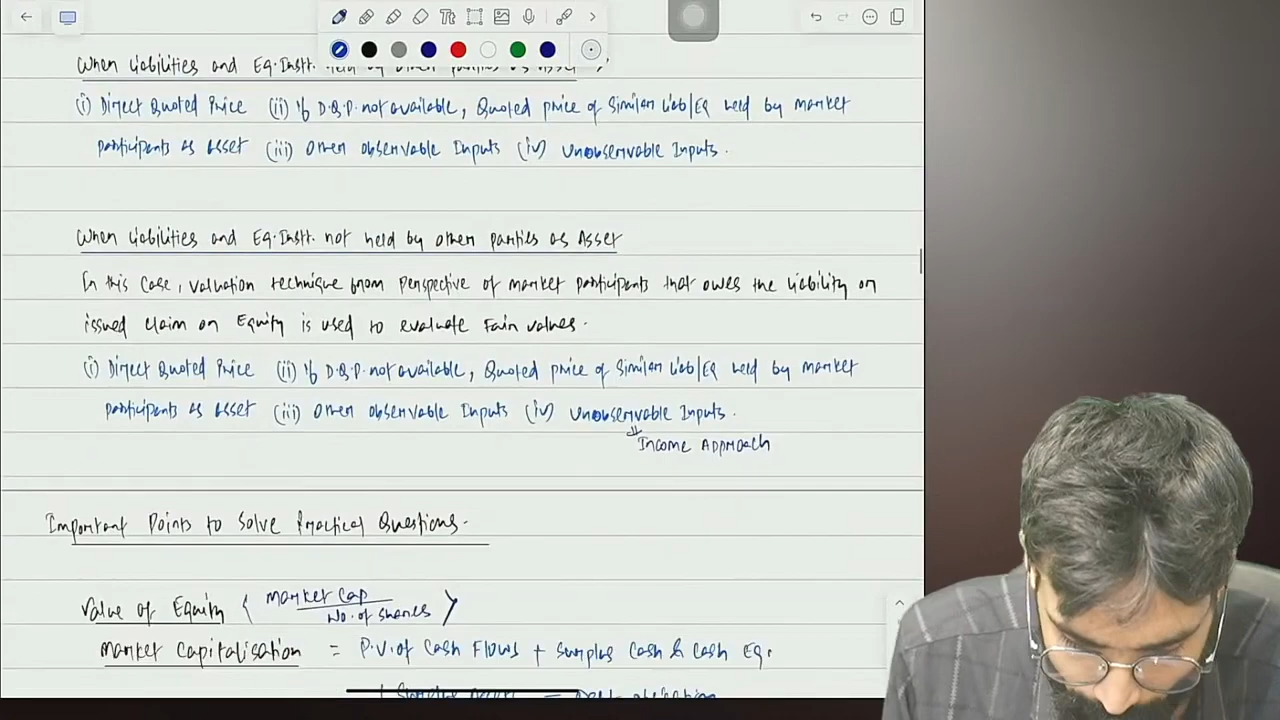 When Liabilities and Eq. Instt. held by other parties as Asset
(i) Direct Quoted Price (ii) If D.Q.P. not available, Quoted price of Similar Liab/Eq held by market
participants as Asset (iii) Other observable Inputs (iv) Unobservable Inputs.
When Liabilities and Eq. Instt. not held by other parties as Asset
In this case, valuation technique from perspective of market participants that owes the liability or
issued claim on Equity is used to evaluate Fair values.
(i) Direct Quoted Price (ii) If D.Q.P. not available, Quoted price of Similar Liab/Eq held by market
participants as Asset (iii) Other observable Inputs (iv) Unobservable Inputs.
Income Approach
Important Points to Solve Practical Questions.
Value of Equity ( Market Cap
No. of shares )
Market Capitalisation = P.V. of Cash Flows + Surplus Cash & Cash Eq.